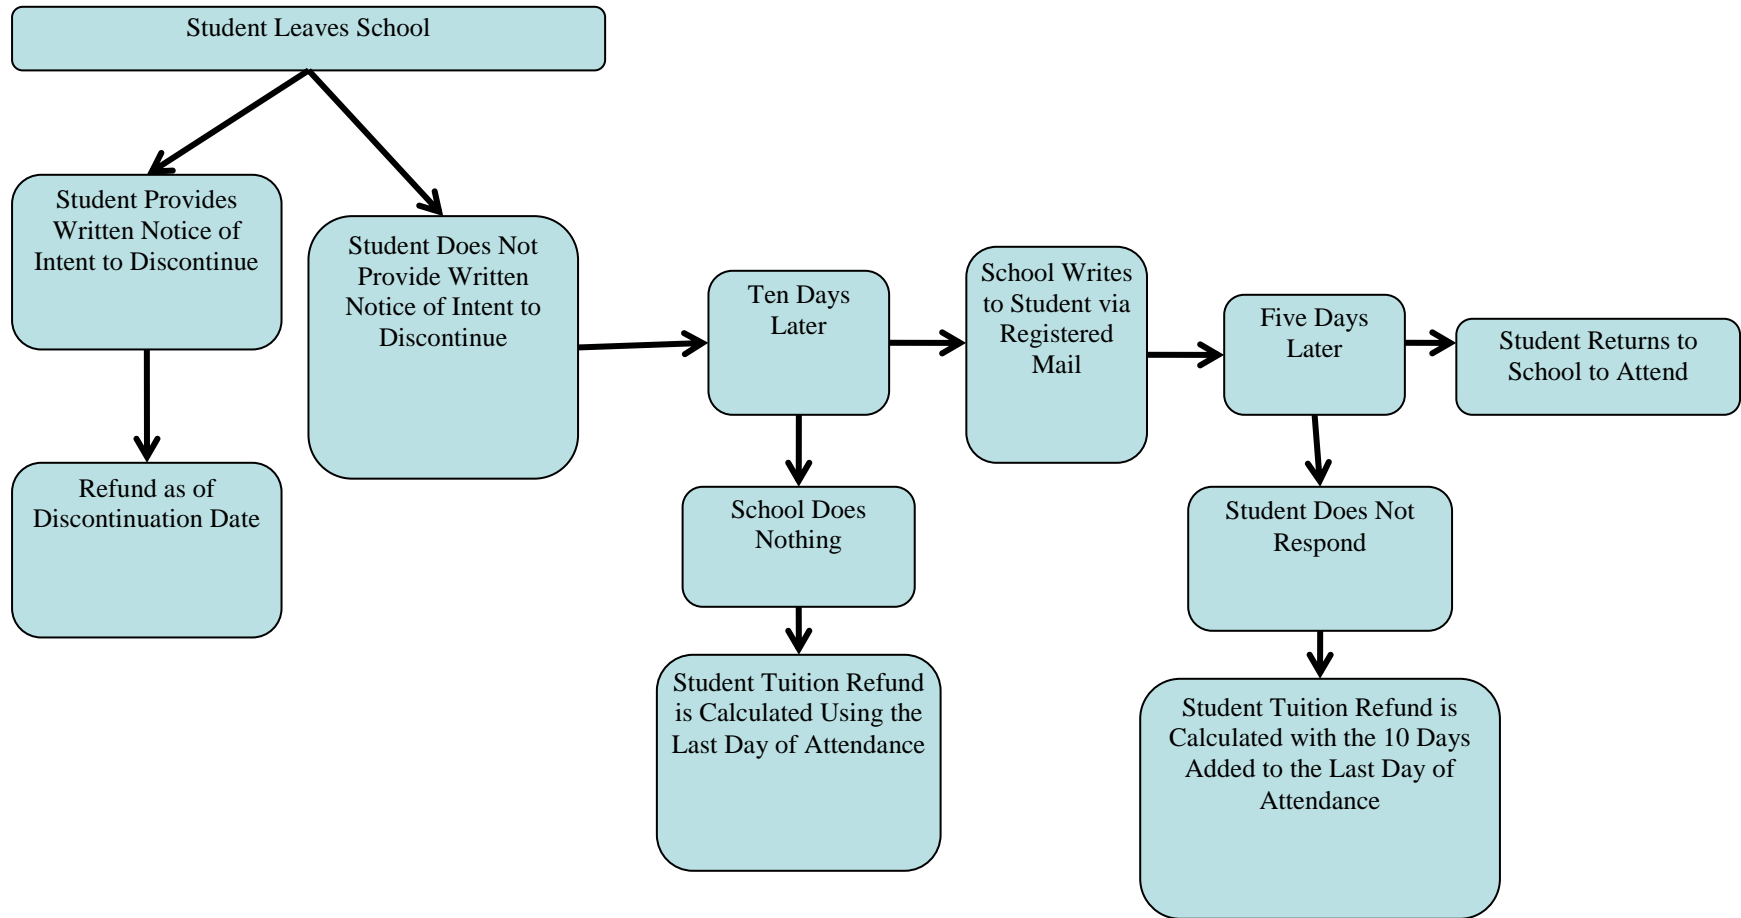 Student Leaves School
Student Provides
Written Notice of
Intent to Discontinue
Student Does Not
Provide Written
Notice of Intent to
Discontinue
Ten Days
Later
School Writes
to Student via
Registered
Mail
Five Days
Later
Student Returns to
School to Attend
Refund as of
Discontinuation Date
School Does
Nothing
Student Does Not
Respond
Student Tuition Refund
is Calculated Using the
Last Day of Attendance
Student Tuition Refund is
Calculated with the 10 Days
Added to the Last Day of
Attendance